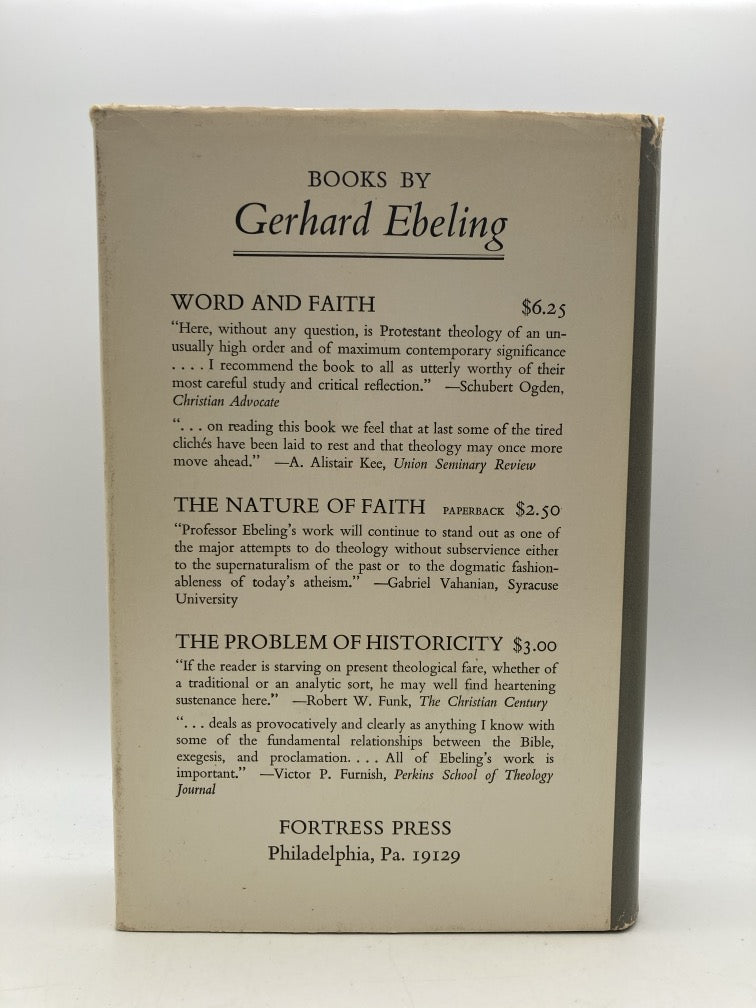 BOOKS BY
Gerhard Ebeling
WORD AND FAITH $6.25
“Here, without any question, is Protestant theology of an un-
usually high order and of maximum contemporary significance
. . . . I recommend the book to all as utterly worthy of their
most careful study and critical reflection.” —Schubert Ogden,
Christian Advocate
“. . . on reading this book we feel that at last some of the tired
clichés have been laid to rest and that theology may once more
move ahead.” —A. Alistair Kee, Union Seminary Review
THE NATURE OF FAITH PAPERBACK $2.50
“Professor Ebeling’s work will continue to stand out as one of
the major attempts to do theology without subservience either
to the supernaturalism of the past or to the dogmatic fashion-
ableness of today’s atheism.” —Gabriel Vahanian, Syracuse
University
THE PROBLEM OF HISTORICITY $3.00
“If the reader is starving on present theological fare, whether of
a traditional or an analytic sort, he may well find heartening
sustenance here.” —Robert W. Funk, The Christian Century
“. . . deals as provocatively and clearly as anything I know with
some of the fundamental relationships between the Bible,
exegesis, and proclamation. . . . All of Ebeling’s work is
important.” —Victor P. Furnish, Perkins School of Theology
Journal
FORTRESS PRESS
Philadelphia, Pa. 19129